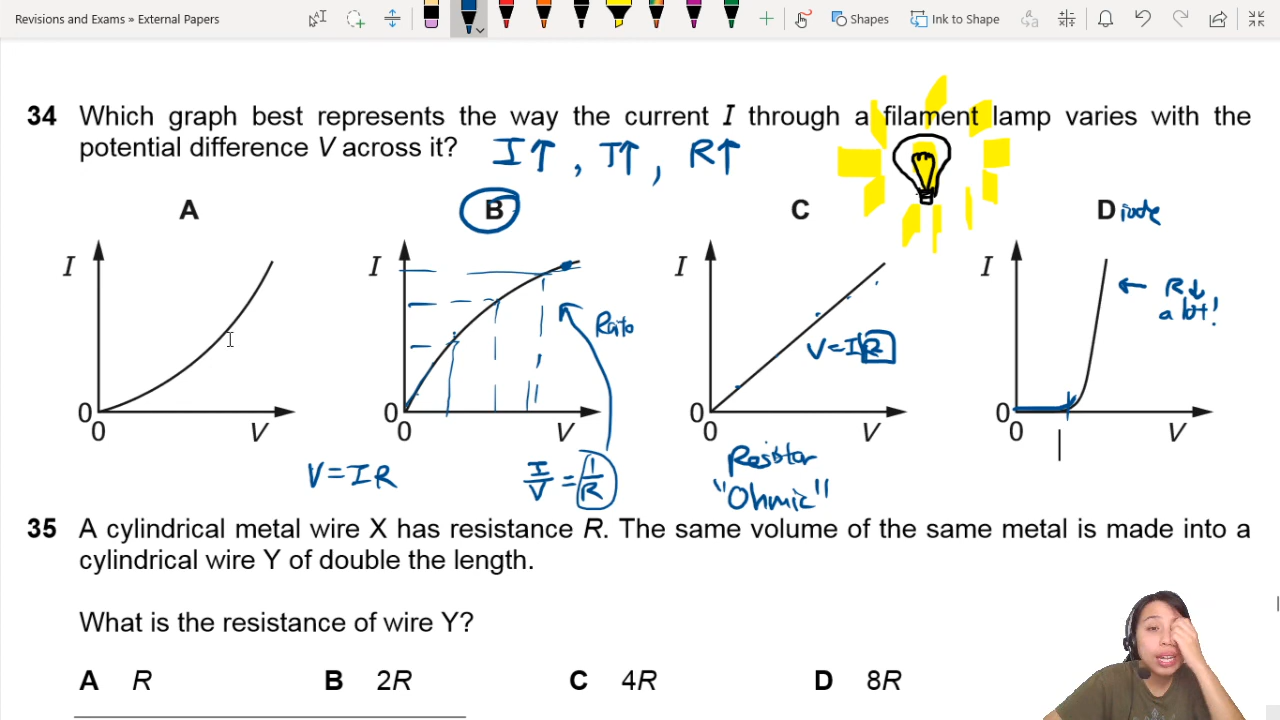 Revisions and Exams » External Papers
Shapes
Ink to Shape
34 Which graph best represents the way the current I through a filament lamp varies with the
potential difference V across it?
I↑ , T↑ , R↑
A
B
C
Diode
I
I
I
I
R↓
a lot!
Ratio
V=IR
0
0
0
0
0
0
0
0
V
V
V
V
V=IR
I/V = 1/R
Resistor
"Ohmic"
35 A cylindrical metal wire X has resistance R. The same volume of the same metal is made into a
cylindrical wire Y of double the length.
What is the resistance of wire Y?
A R
B 2R
C 4R
D 8R